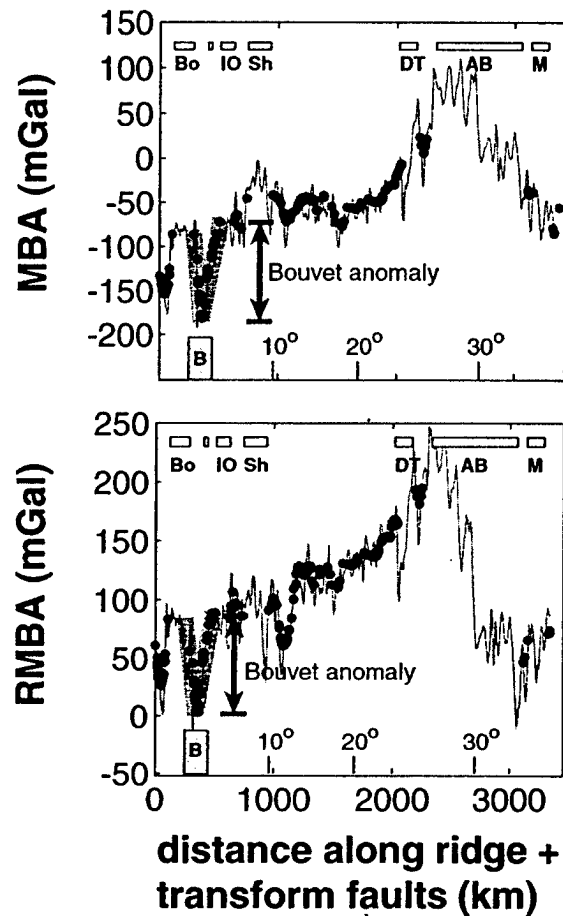 MBA (mGal)
150
100
50
0
-50
-100
-150
-200
Bo IO Sh DT AB M
Bouvet anomaly
B
10° 20° 30°
RMBA (mGal)
250
200
150
100
50
0
-50
Bo IO Sh DT AB M
Bouvet anomaly
B
10° 20° 30°
0 1000 2000 3000
distance along ridge +
transform faults (km)